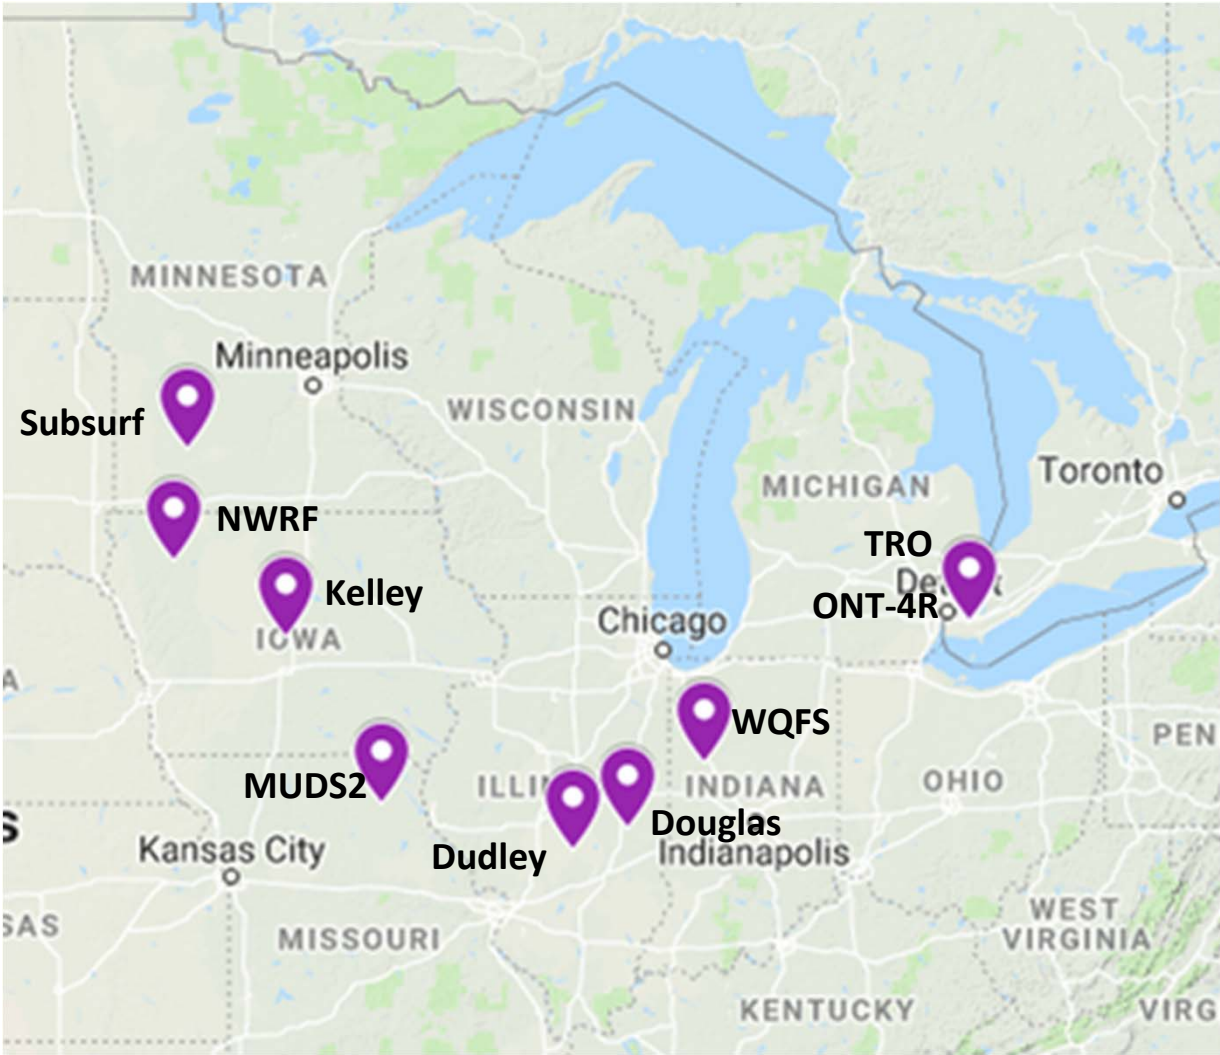 MINNESOTA
Minneapolis
Subsurf
WISCONSIN
Toronto
MICHIGAN
NWRF
TRO
Kelley
ONT-4R
Chicago
IOWA
A
WQFS
PEN
MUDS2
ILLI
INDIANA
OHIO
S
Douglas
Kansas City
Dudley
Indianapolis
SAS
MISSOURI
WEST
VIRGINIA
KENTUCKY
VIRG